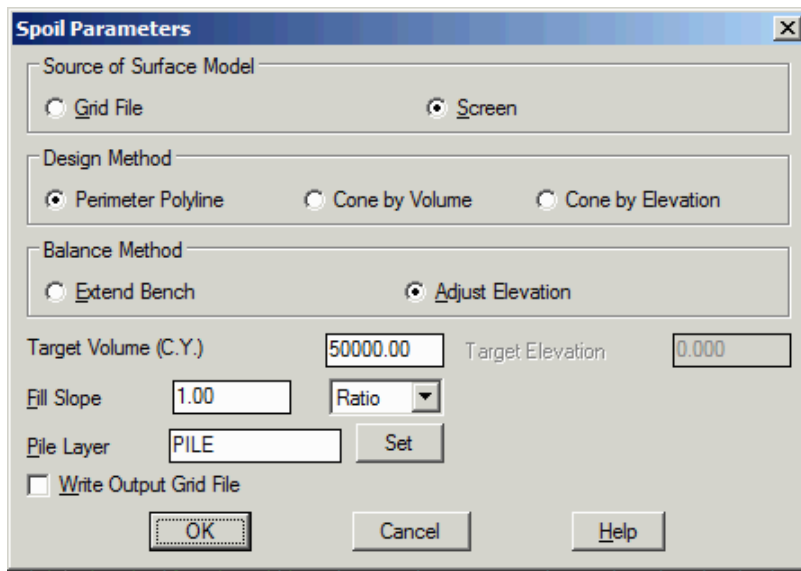 Spoil Parameters
Source of Surface Model
Grid File Screen
Design Method
Perimeter Polyline Cone by Volume Cone by Elevation
Balance Method
Extend Bench Adjust Elevation
Target Volume (C.Y.) 50000.00 Target Elevation 0.000
Fill Slope 1.00 Ratio
Pile Layer PILE Set
Write Output Grid File
OK Cancel Help